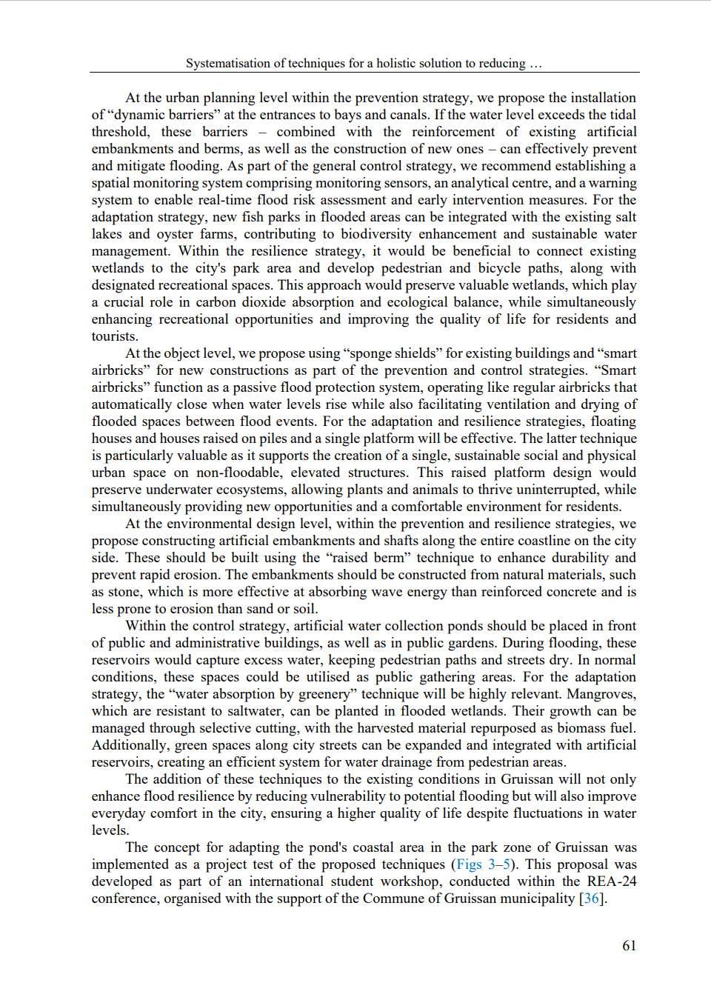 Systematisation of techniques for a holistic solution to reducing …
At the urban planning level within the prevention strategy, we propose the installation
of “dynamic barriers” at the entrances to bays and canals. If the water level exceeds the tidal
threshold, these barriers – combined with the reinforcement of existing artificial
embankments and berms, as well as the construction of new ones – can effectively prevent
and mitigate flooding. As part of the general control strategy, we recommend establishing a
spatial monitoring system comprising monitoring sensors, an analytical centre, and a warning
system to enable real-time flood risk assessment and early intervention measures. For the
adaptation strategy, new fish parks in flooded areas can be integrated with the existing salt
lakes and oyster farms, contributing to biodiversity enhancement and sustainable water
management. Within the resilience strategy, it would be beneficial to connect existing
wetlands to the city's park area and develop pedestrian and bicycle paths, along with
designated recreational spaces. This approach would preserve valuable wetlands, which play
a crucial role in carbon dioxide absorption and ecological balance, while simultaneously
enhancing recreational opportunities and improving the quality of life for residents and
tourists.
At the object level, we propose using “sponge shields” for existing buildings and “smart
airbricks” for new constructions as part of the prevention and control strategies. “Smart
airbricks” function as a passive flood protection system, operating like regular airbricks that
automatically close when water levels rise while also facilitating ventilation and drying of
flooded spaces between flood events. For the adaptation and resilience strategies, floating
houses and houses raised on piles and a single platform will be effective. The latter technique
is particularly valuable as it supports the creation of a single, sustainable social and physical
urban space on non-floodable, elevated structures. This raised platform design would
preserve underwater ecosystems, allowing plants and animals to thrive uninterrupted, while
simultaneously providing new opportunities and a comfortable environment for residents.
At the environmental design level, within the prevention and resilience strategies, we
propose constructing artificial embankments and shafts along the entire coastline on the city
side. These should be built using the “raised berm” technique to enhance durability and
prevent rapid erosion. The embankments should be constructed from natural materials, such
as stone, which is more effective at absorbing wave energy than reinforced concrete and is
less prone to erosion than sand or soil.
Within the control strategy, artificial water collection ponds should be placed in front
of public and administrative buildings, as well as in public gardens. During flooding, these
reservoirs would capture excess water, keeping pedestrian paths and streets dry. In normal
conditions, these spaces could be utilised as public gathering areas. For the adaptation
strategy, the “water absorption by greenery” technique will be highly relevant. Mangroves,
which are resistant to saltwater, can be planted in flooded wetlands. Their growth can be
managed through selective cutting, with the harvested material repurposed as biomass fuel.
Additionally, green spaces along city streets can be expanded and integrated with artificial
reservoirs, creating an efficient system for water drainage from pedestrian areas.
The addition of these techniques to the existing conditions in Gruissan will not only
enhance flood resilience by reducing vulnerability to potential flooding but will also improve
everyday comfort in the city, ensuring a higher quality of life despite fluctuations in water
levels.
The concept for adapting the pond's coastal area in the park zone of Gruissan was
implemented as a project test of the proposed techniques (Figs 3–5). This proposal was
developed as part of an international student workshop, conducted within the REA-24
conference, organised with the support of the Commune of Gruissan municipality [36].
61